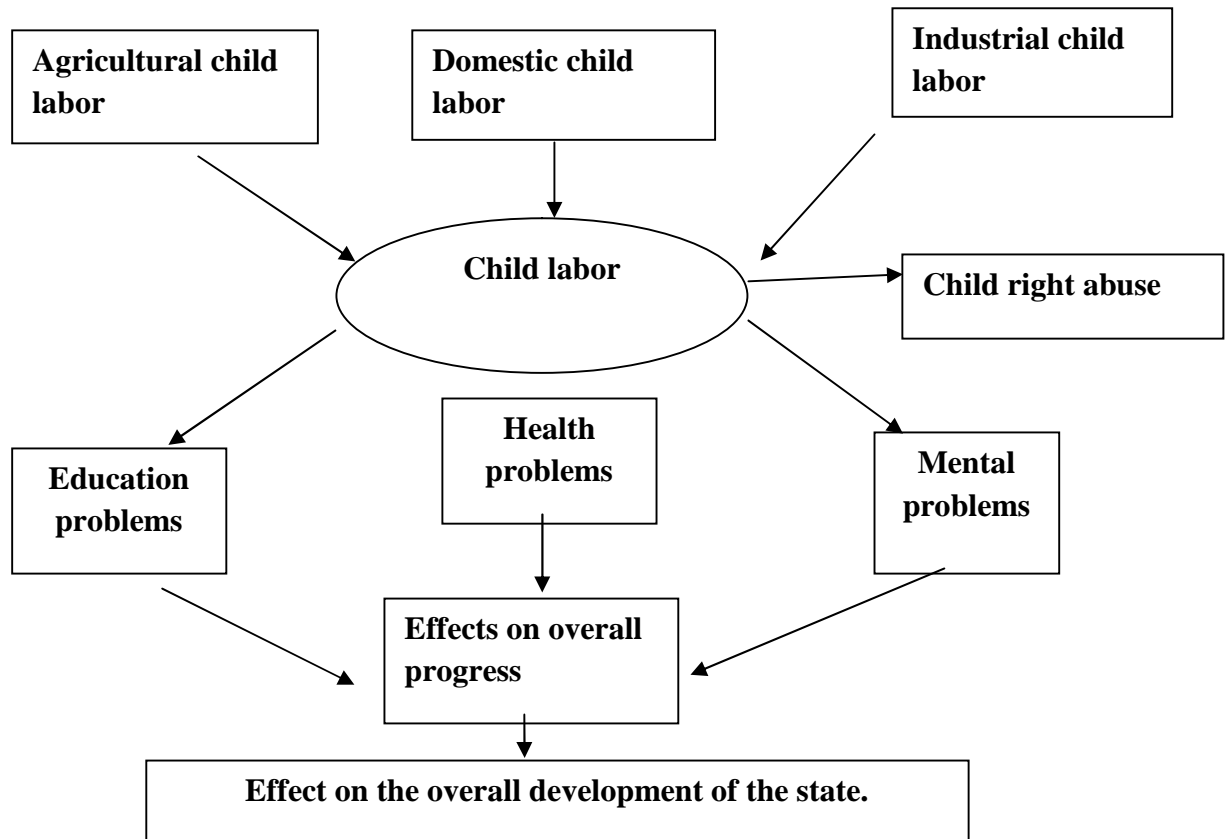 Agricultural child
labor
Domestic child
labor
Industrial child
labor
Child labor
Child right abuse
Education
problems
Health
problems
Mental
problems
Effects on overall
progress
Effect on the overall development of the state.